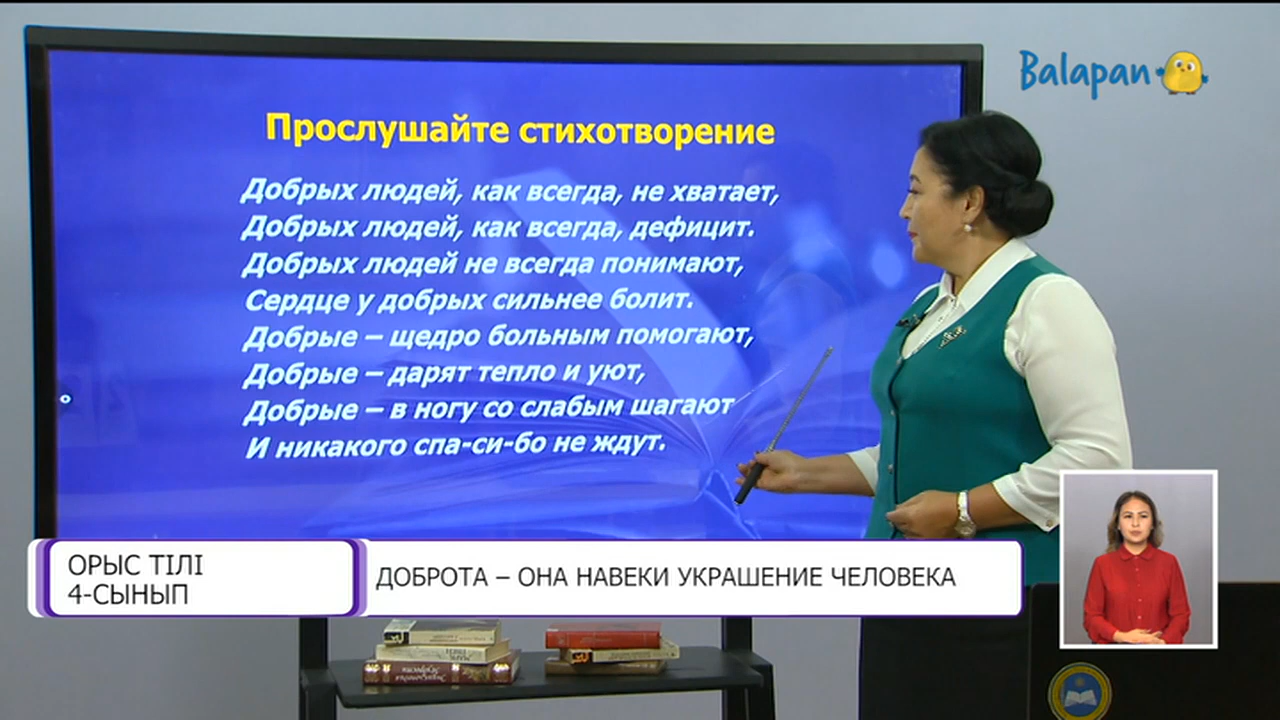 Balapan
Прослушайте стихотворение
Добрых людей, как всегда, не хватает,
Добрых людей, как всегда, дефицит.
Добрых людей не всегда понимают,
Сердце у добрых сильнее болит.
Добрые – щедро больным помогают,
Добрые – дарят тепло и уют,
Добрые – в ногу со слабым шагают
И никакого спа-си-бо не ждут.
ОРЫС ТІЛІ
4-СЫНЫП
ДОБРОТА – ОНА НАВЕКИ УКРАШЕНИЕ ЧЕЛОВЕКА